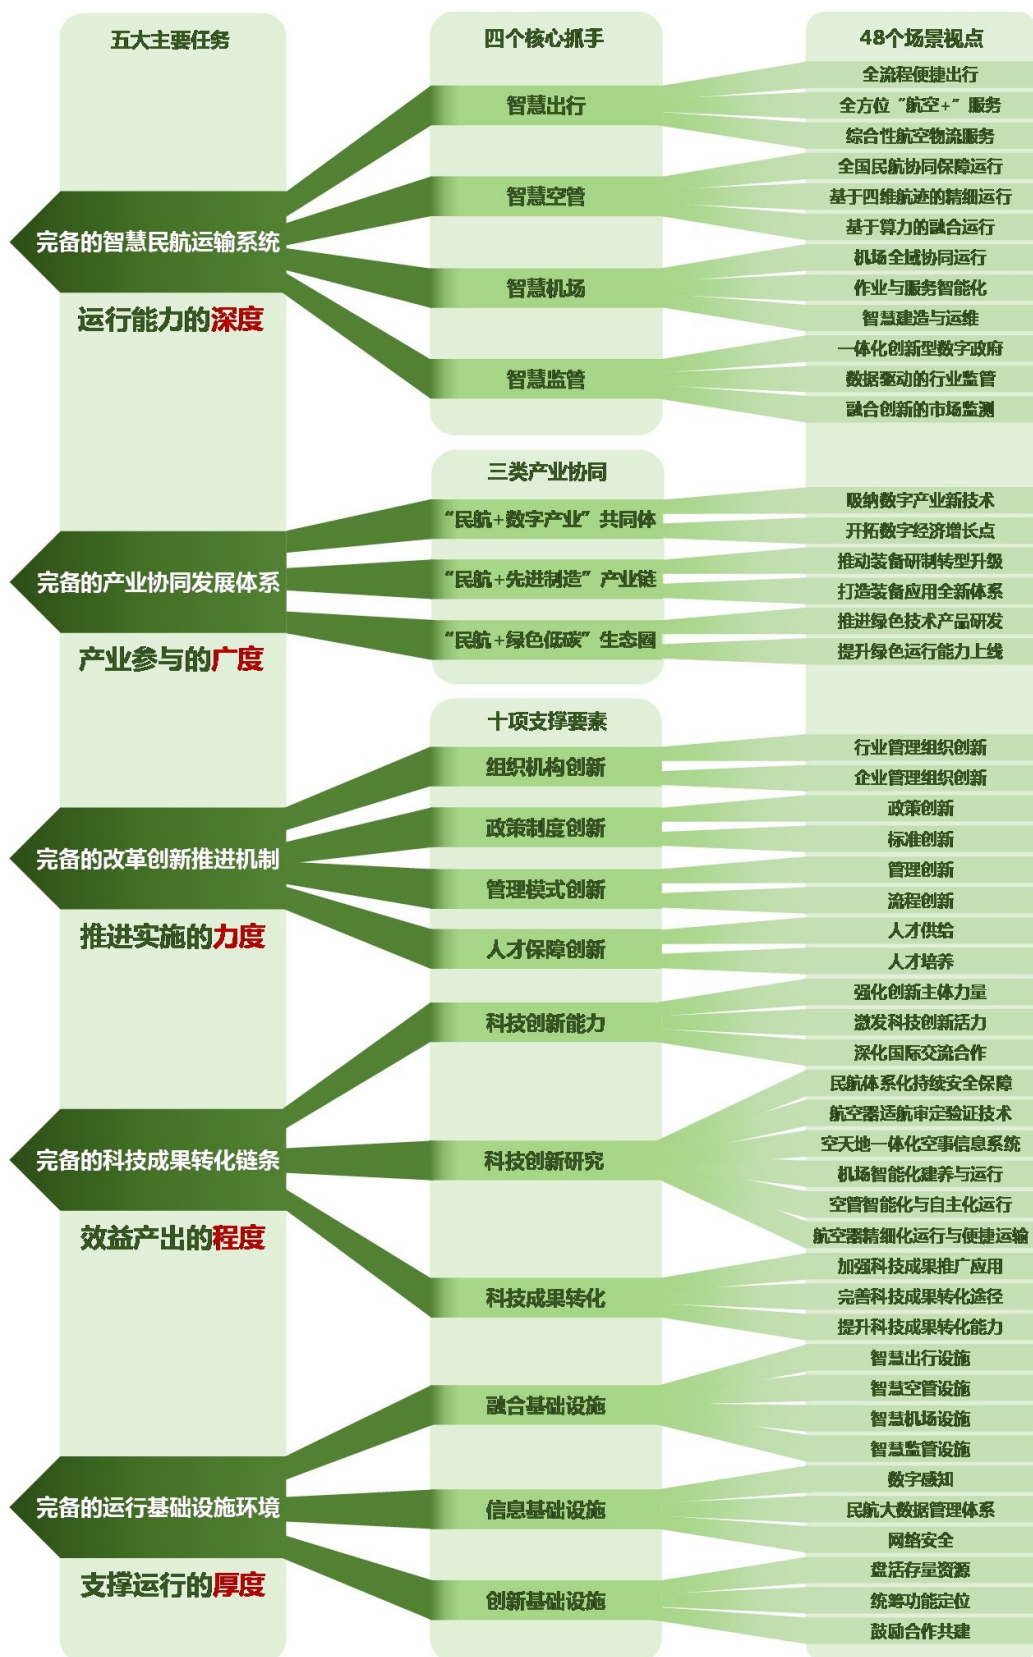 五大主要任务
四个核心抓手
48个场景视点
完备的智慧民航运输系统
运行能力的深度
智慧出行
全流程便捷出行
全方位“航空+”服务
综合性航空物流服务
智慧空管
全国民航协同保障运行
基于四维航迹的精细运行
基于算力的融合运行
智慧机场
机场全域协同运行
作业与服务智能化
智慧建造与运维
智慧监管
一体化创新型数字政府
数据驱动的行业监管
融合创新的市场监测
三类产业协同
完备的产业协同发展体系
产业参与的广度
“民航+数字产业”共同体
吸纳数字产业新技术
开拓数字经济增长点
“民航+先进制造”产业链
推动装备研制转型升级
打造装备应用全新体系
“民航+绿色低碳”生态圈
推进绿色技术产品研发
提升绿色运行能力上线
十项支撑要素
完备的改革创新推进机制
推进实施的力度
组织机构创新
行业管理组织创新
企业管理组织创新
政策制度创新
政策创新
标准创新
管理模式创新
管理创新
流程创新
人才保障创新
人才供给
人才培养
完备的科技成果转化链条
效益产出的程度
科技创新能力
强化创新主体力量
激发科技创新活力
深化国际交流合作
科技创新研究
民航体系化持续安全保障
航空器适航审定验证技术
空天地一体化空事信息系统
机场智能化建养与运行
空管智能化与自主化运行
航空器精细化运行与便捷运输
科技成果转化
加强科技成果推广应用
完善科技成果转化途径
提升科技成果转化能力
完备的运行基础设施环境
支撑运行的厚度
融合基础设施
智慧出行设施
智慧空管设施
智慧机场设施
智慧监管设施
信息基础设施
数字感知
民航大数据管理体系
网络安全
创新基础设施
盘活存量资源
统筹功能定位
鼓励合作共建